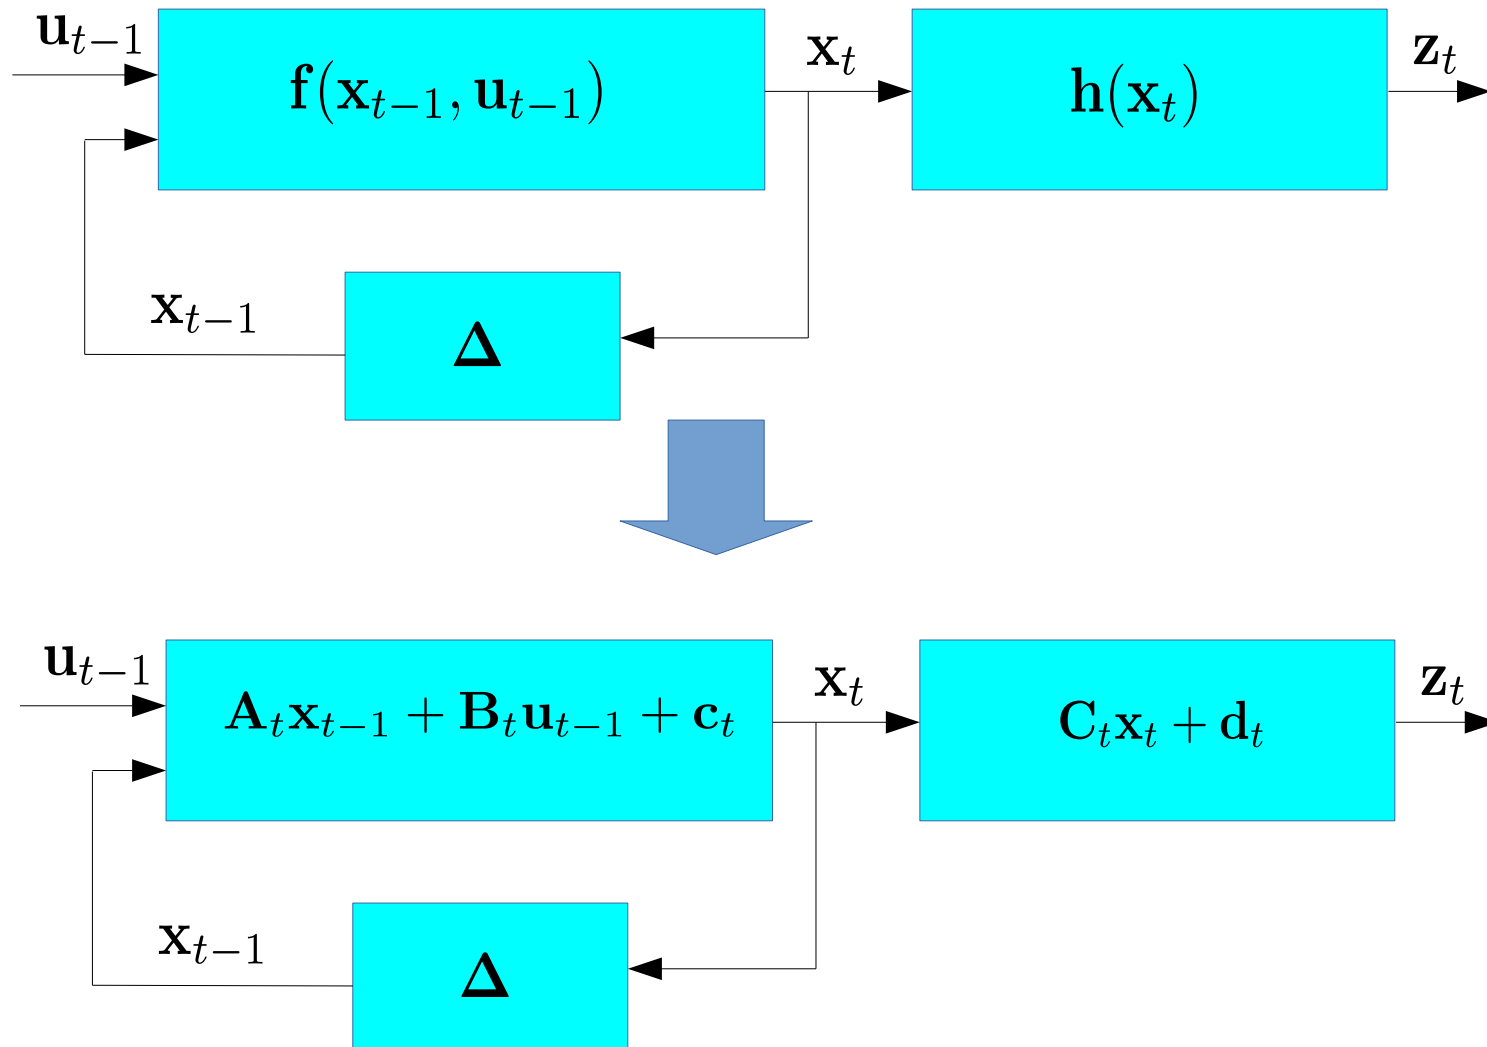 u_{t−1}
f(x_{t−1}, u_{t−1})
x_t
h(x_t)
z_t
x_{t−1}
Δ
u_{t−1}
A_t x_{t−1} + B_t u_{t−1} + c_t
x_t
C_t x_t + d_t
z_t
x_{t−1}
Δ